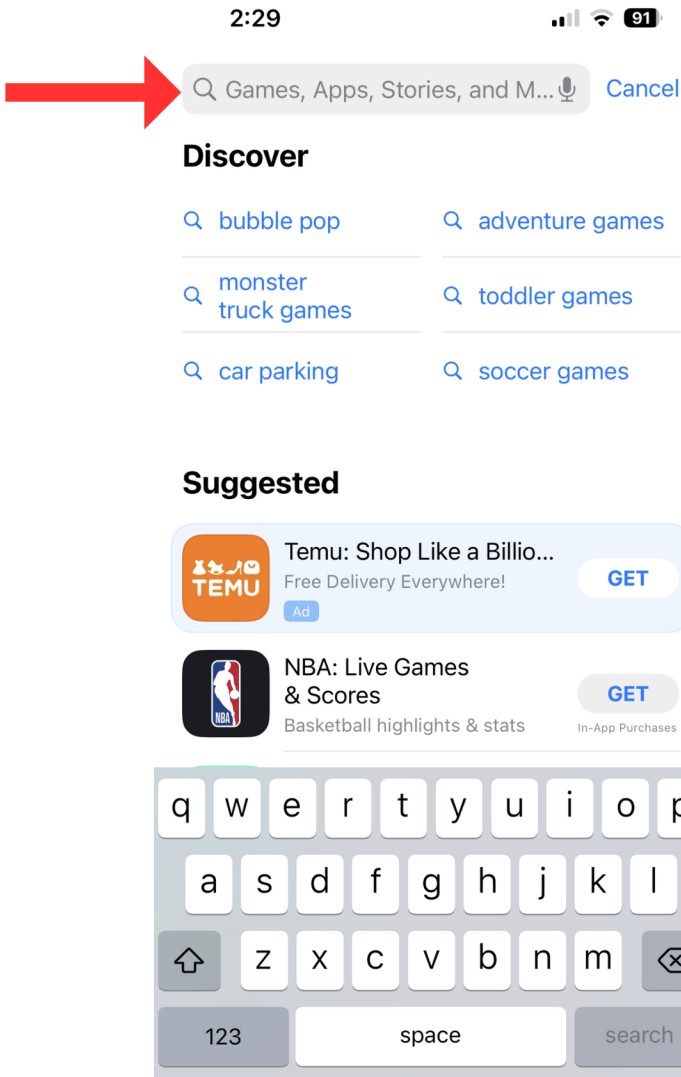 2:29
91
Games, Apps, Stories, and M...
Cancel
Discover
bubble pop
adventure games
monster
truck games
toddler games
car parking
soccer games
Suggested
TEMU
Temu: Shop Like a Billio...
Free Delivery Everywhere!
Ad
GET
NBA
NBA: Live Games
& Scores
Basketball highlights & stats
GET
In-App Purchases
q w e r t y u i o p
a s d f g h j k l
z x c v b n m
123 space search